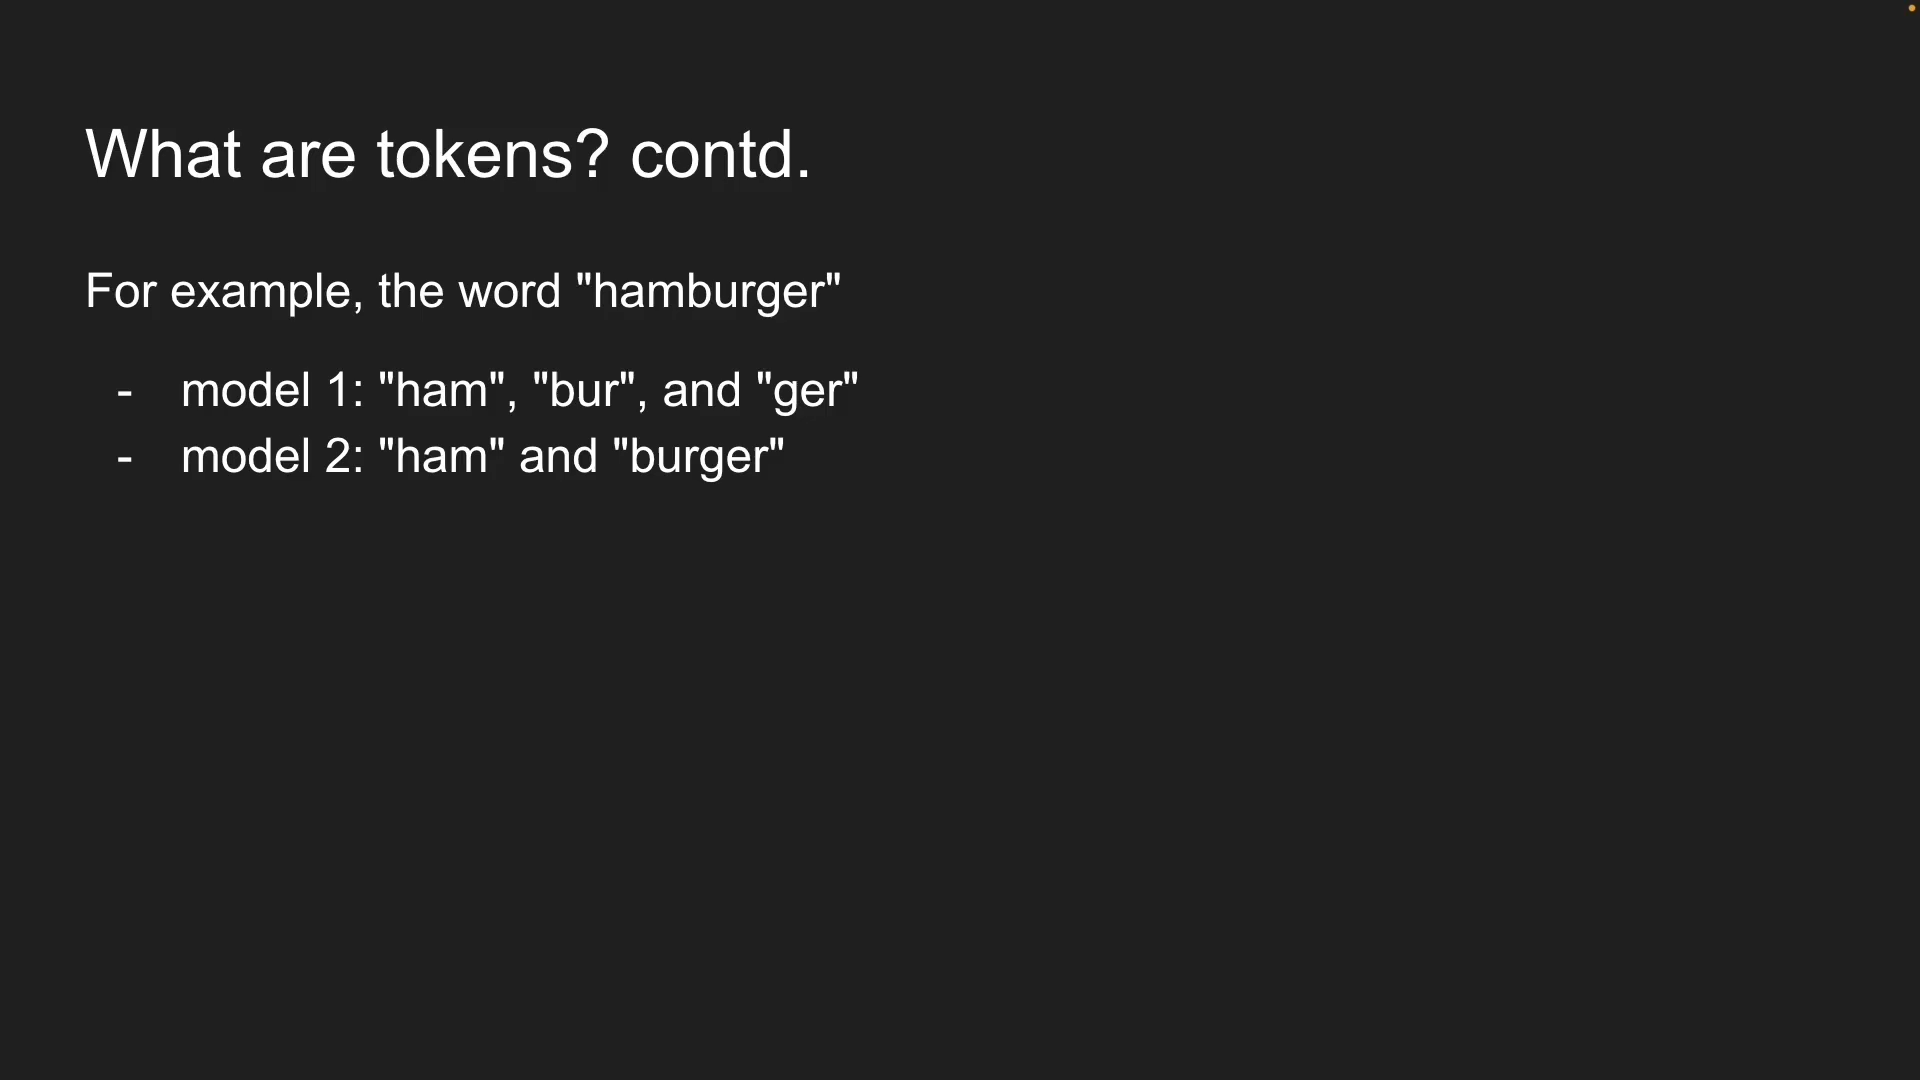 What are tokens? contd.
For example, the word "hamburger"
- model 1: "ham", "bur", and "ger"
- model 2: "ham" and "burger"